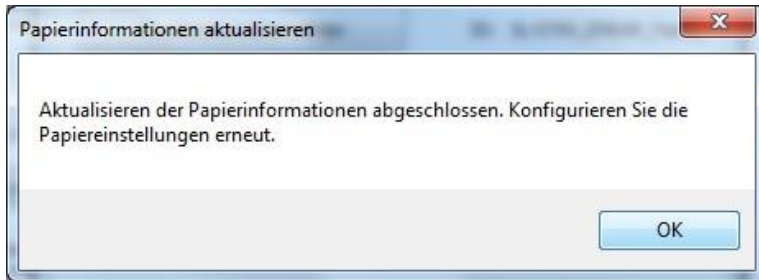 Papierinformationen aktualisieren
Aktualisieren der Papierinformationen abgeschlossen. Konfigurieren Sie die
Papiereinstellungen erneut.
OK